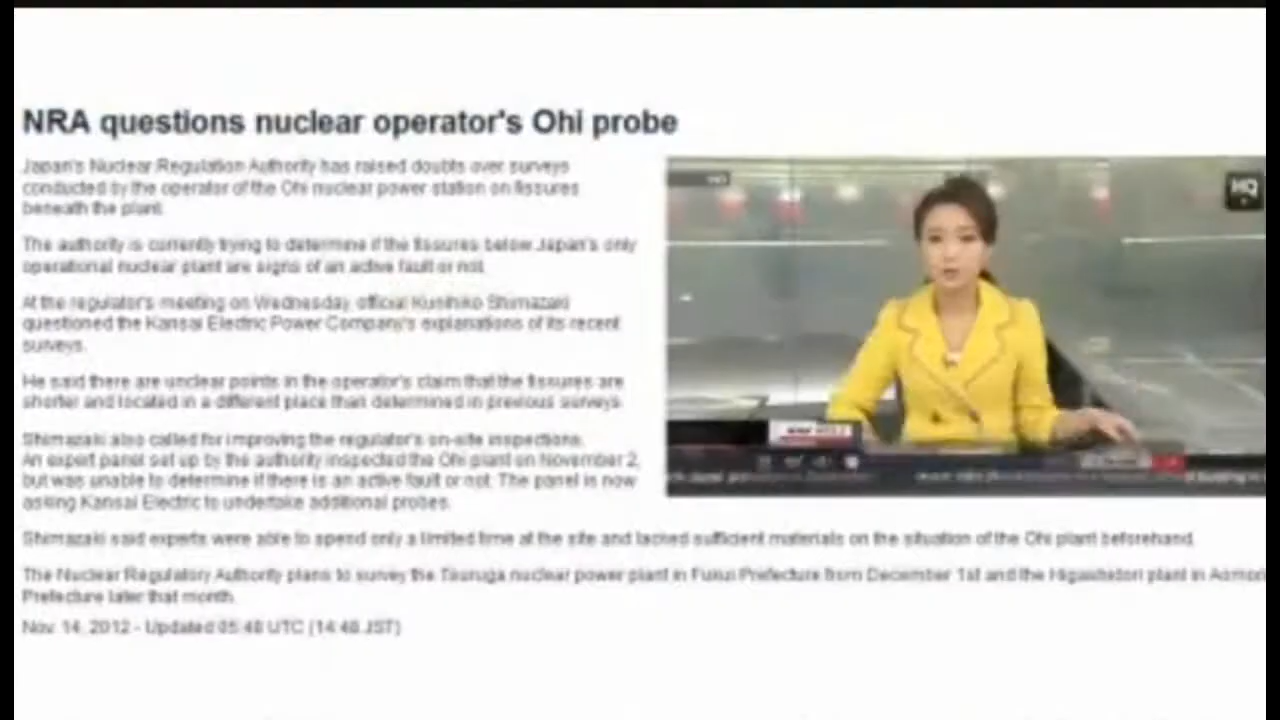 NRA questions nuclear operator's Ohi probe
Japan's Nuclear Regulation Authority has raised doubts over surveys
conducted by the operator of the Ohi nuclear power station on fissures
beneath the plant.
HQ
The authority is currently trying to determine if the fissures below Japan's only
operational nuclear plant are signs of an active fault or not.
At the regulator's meeting on Wednesday, official Kunihiko Shimazaki
questioned the Kansai Electric Power Company's explanations of its recent
surveys.
He said there are unclear points in the operator's claim that the fissures are
shorter and located in a different place than determined in previous surveys.
Shimazaki also called for improving the regulator's on-site inspections.
An expert panel set up by the authority inspected the Ohi plant on November 2,
but was unable to determine if there is an active fault or not. The panel is now
asking Kansai Electric to undertake additional probes.
Shimazaki said experts were able to spend only a limited time at the site and lacked sufficient materials on the situation of the Ohi plant beforehand.
The Nuclear Regulatory Authority plans to survey the Tsuruga nuclear power plant in Fukui Prefecture from December 1st and the Higashidori plant in Aomori
Prefecture later that month.
Nov. 14, 2012 - Updated 05:48 UTC (14:48 JST)